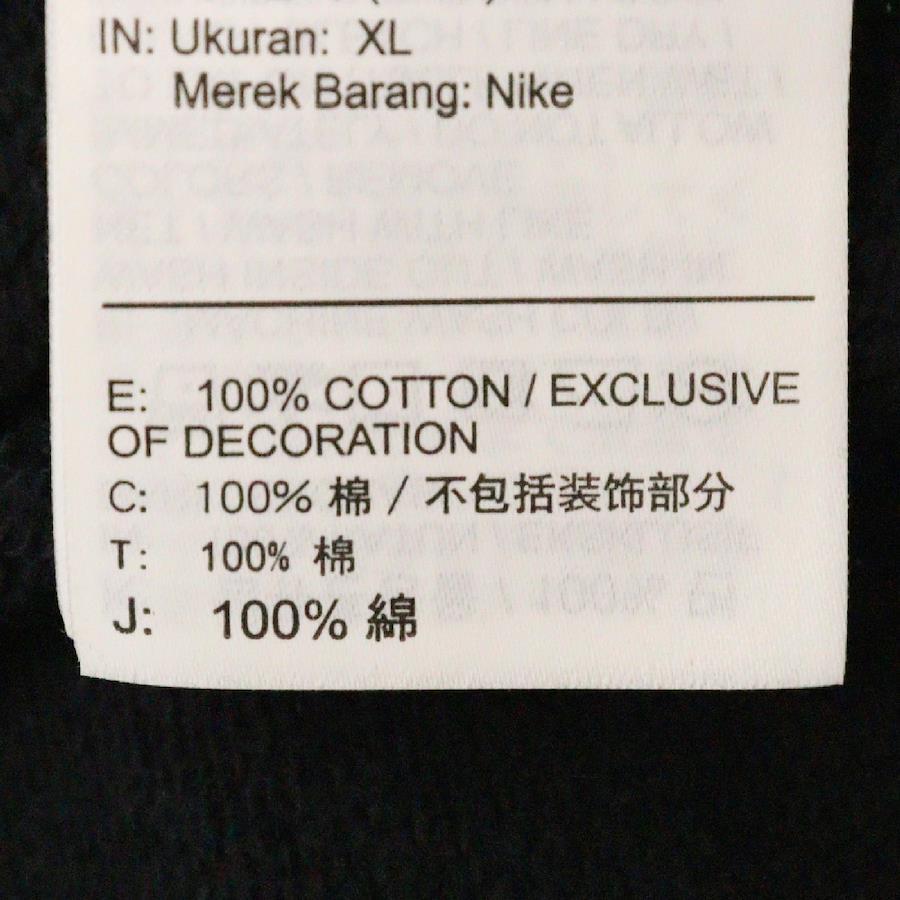 IN: Ukuran: XL
Merek Barang: Nike
E: 100% COTTON / EXCLUSIVE
OF DECORATION
C: 100% 棉 / 不包括装饰部分
T: 100% 棉
J: 100% 綿